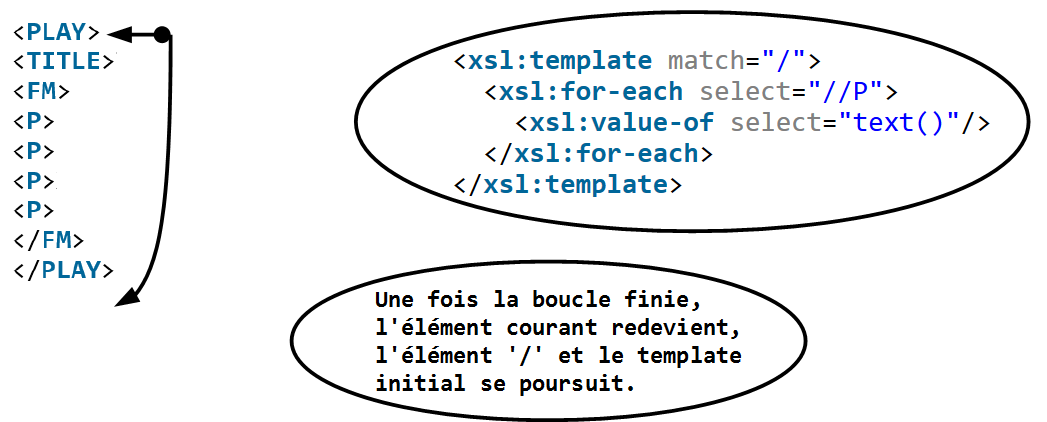 <PLAY>
<TITLE>
<FM>
<P>
<P>
<P>
<P>
</FM>
</PLAY>
<xsl:template match="/">
<xsl:for-each select="//P">
<xsl:value-of select="text()"/>
</xsl:for-each>
</xsl:template>
Une fois la boucle finie,
l'élément courant redevient,
l'élément '/' et le template
initial se poursuit.